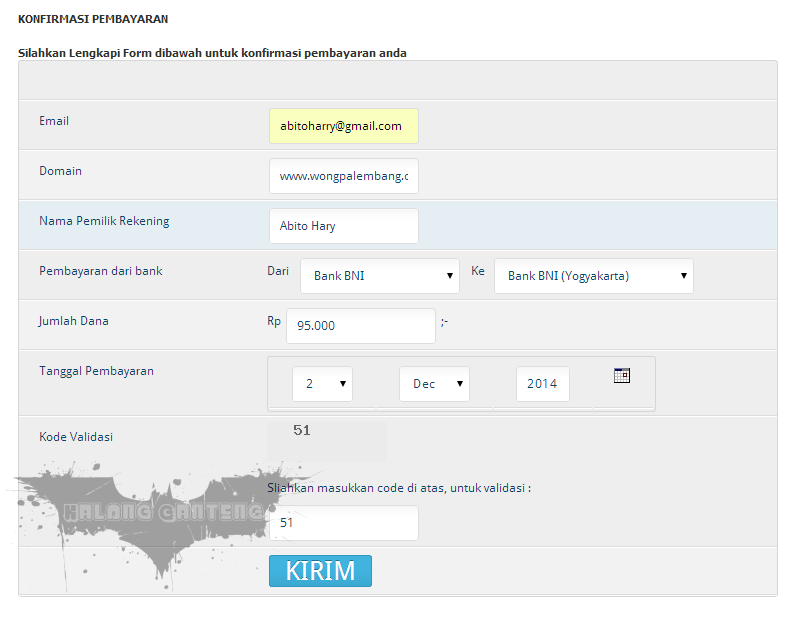 KONFIRMASI PEMBAYARAN
Silahkan Lengkapi Form dibawah untuk konfirmasi pembayaran anda
Email abitoharry@gmail.com
Domain www.wongpalembang.c
Nama Pemilik Rekening Abito Hary
Pembayaran dari bank Dari Bank BNI Ke Bank BNI (Yogyakarta)
Jumlah Dana Rp 95.000 ;-
Tanggal Pembayaran 2 Dec 2014
Kode Validasi 51
Sliahkan masukkan code di atas, untuk validasi :
KALANG GANTENG
51
KIRIM